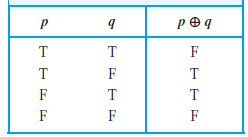 p q p ⊕ q
T T F
T F T
F T T
F F F